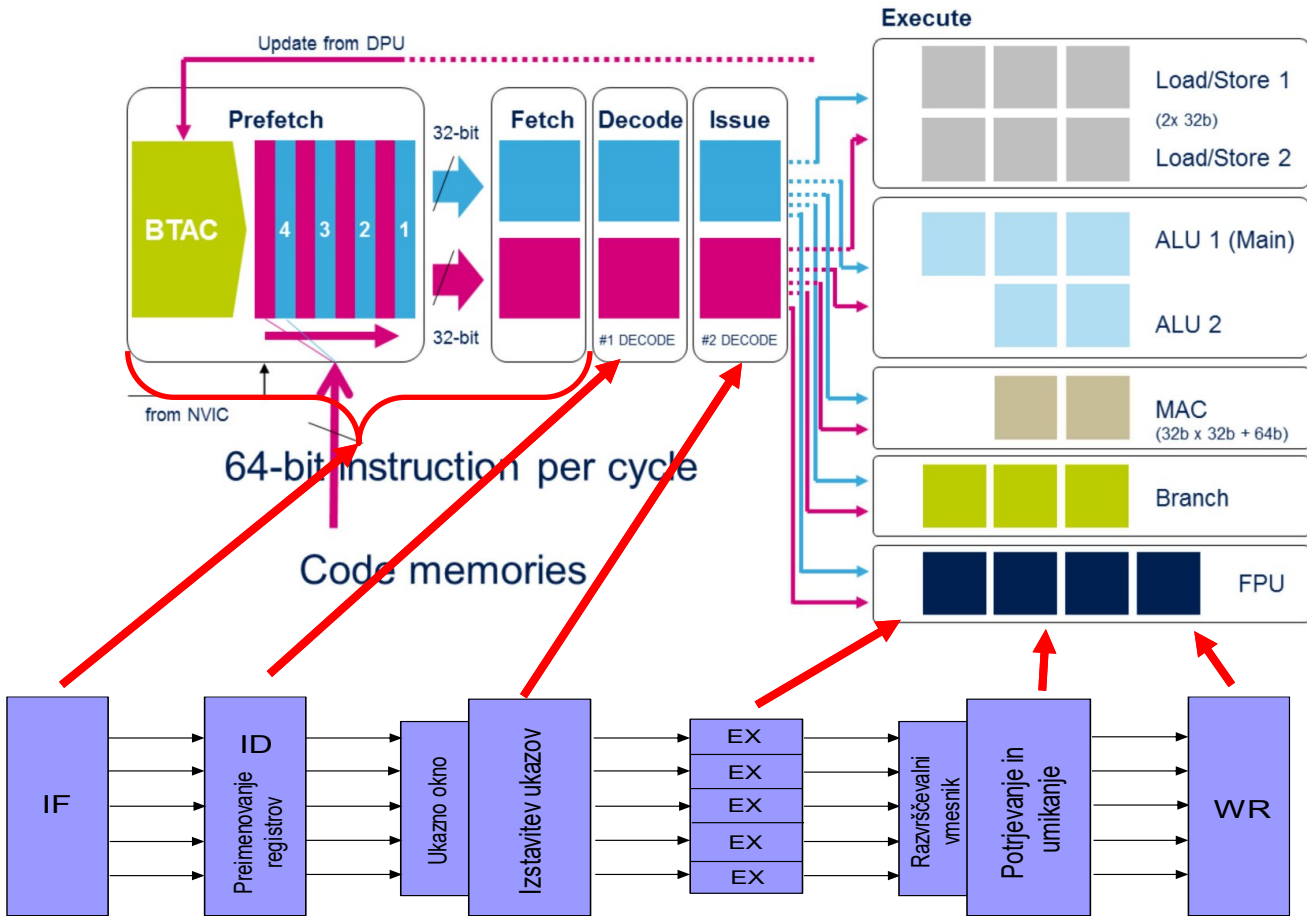 Execute
Update from DPU
Prefetch
32-bit
Fetch
Decode
Issue
Load/Store 1
(2x 32b)
Load/Store 2
BTAC
4
3
2
1
ALU 1 (Main)
ALU 2
32-bit
#1 DECODE
#2 DECODE
from NVIC
MAC
(32b x 32b + 64b)
64-bit instruction per cycle
Branch
Code memories
FPU
IF
ID
Preimenovanje
registrov
Ukazno okno
Izstavitev ukazov
EX
EX
EX
EX
EX
Razvrščevalni
vmesnik
Potrjevanje in
umikanje
WR